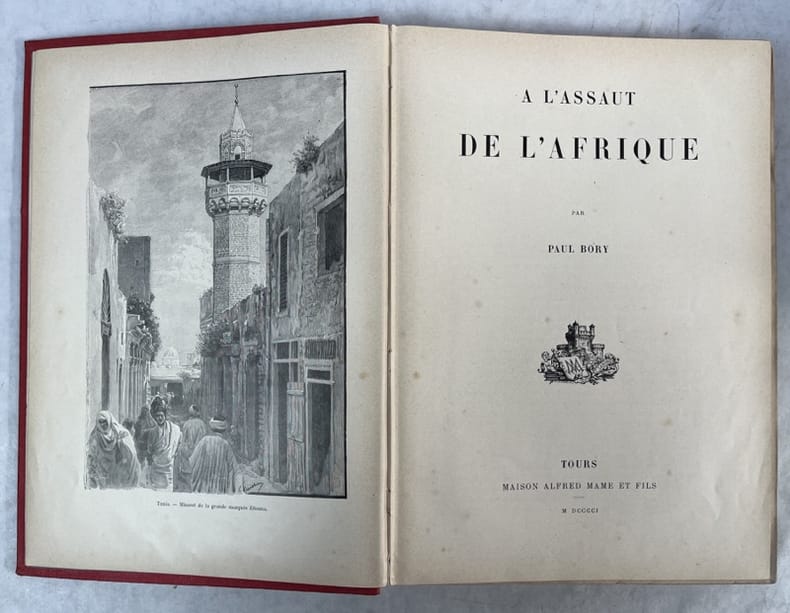 Tunis. — Minaret de la grande mosquée
A L'ASSAUT
DE L'AFRIQUE
PAR
PAUL BORY
TOURS
MAISON ALFRED MAME ET FILS
M DCCCCI